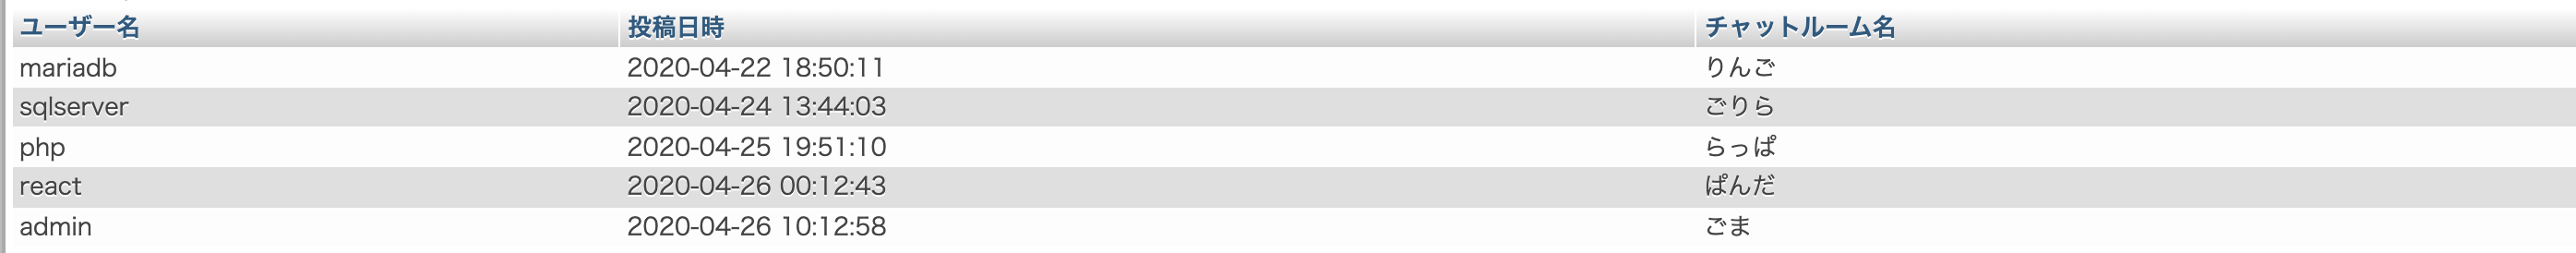 ユーザー名 投稿日時 チャットルーム名
mariadb 2020-04-22 18:50:11 りんご
sqlserver 2020-04-24 13:44:03 ごりら
php 2020-04-25 19:51:10 らっぱ
react 2020-04-26 00:12:43 ぱんだ
admin 2020-04-26 10:12:58 ごま